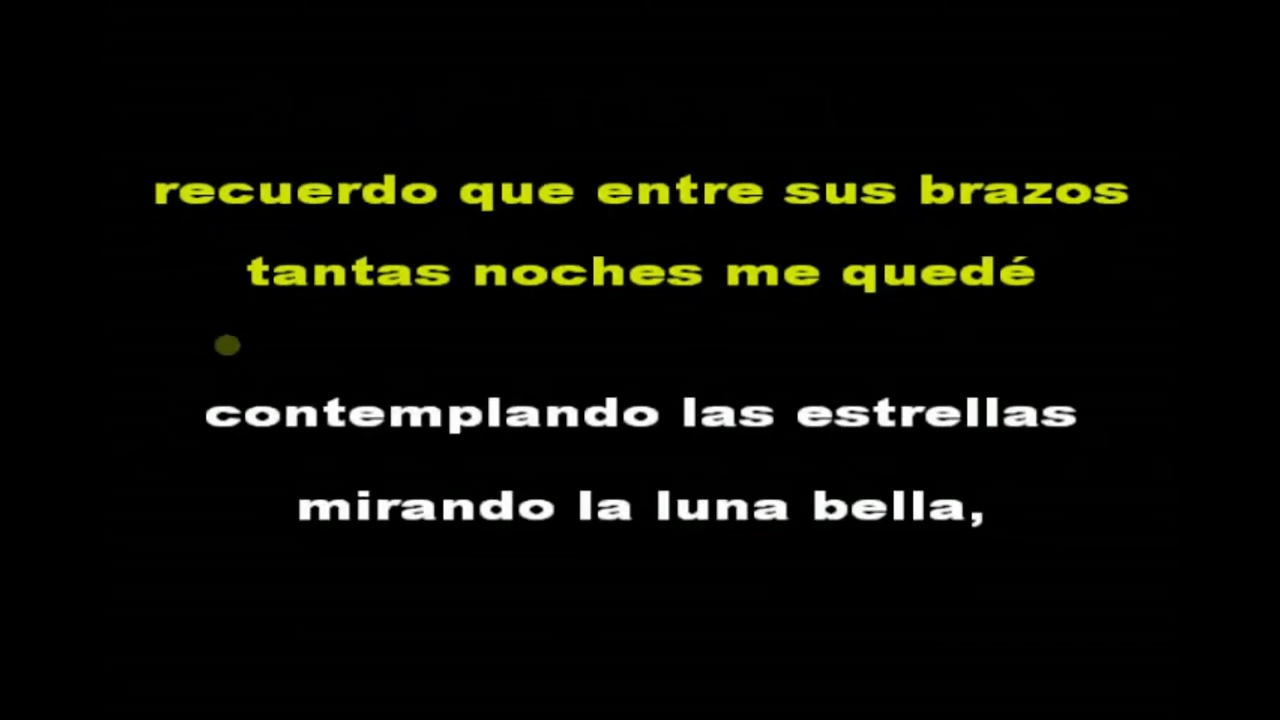 recuerdo que entre sus brazos
tantas noches me quedé
contemplando las estrellas
mirando la luna bella,